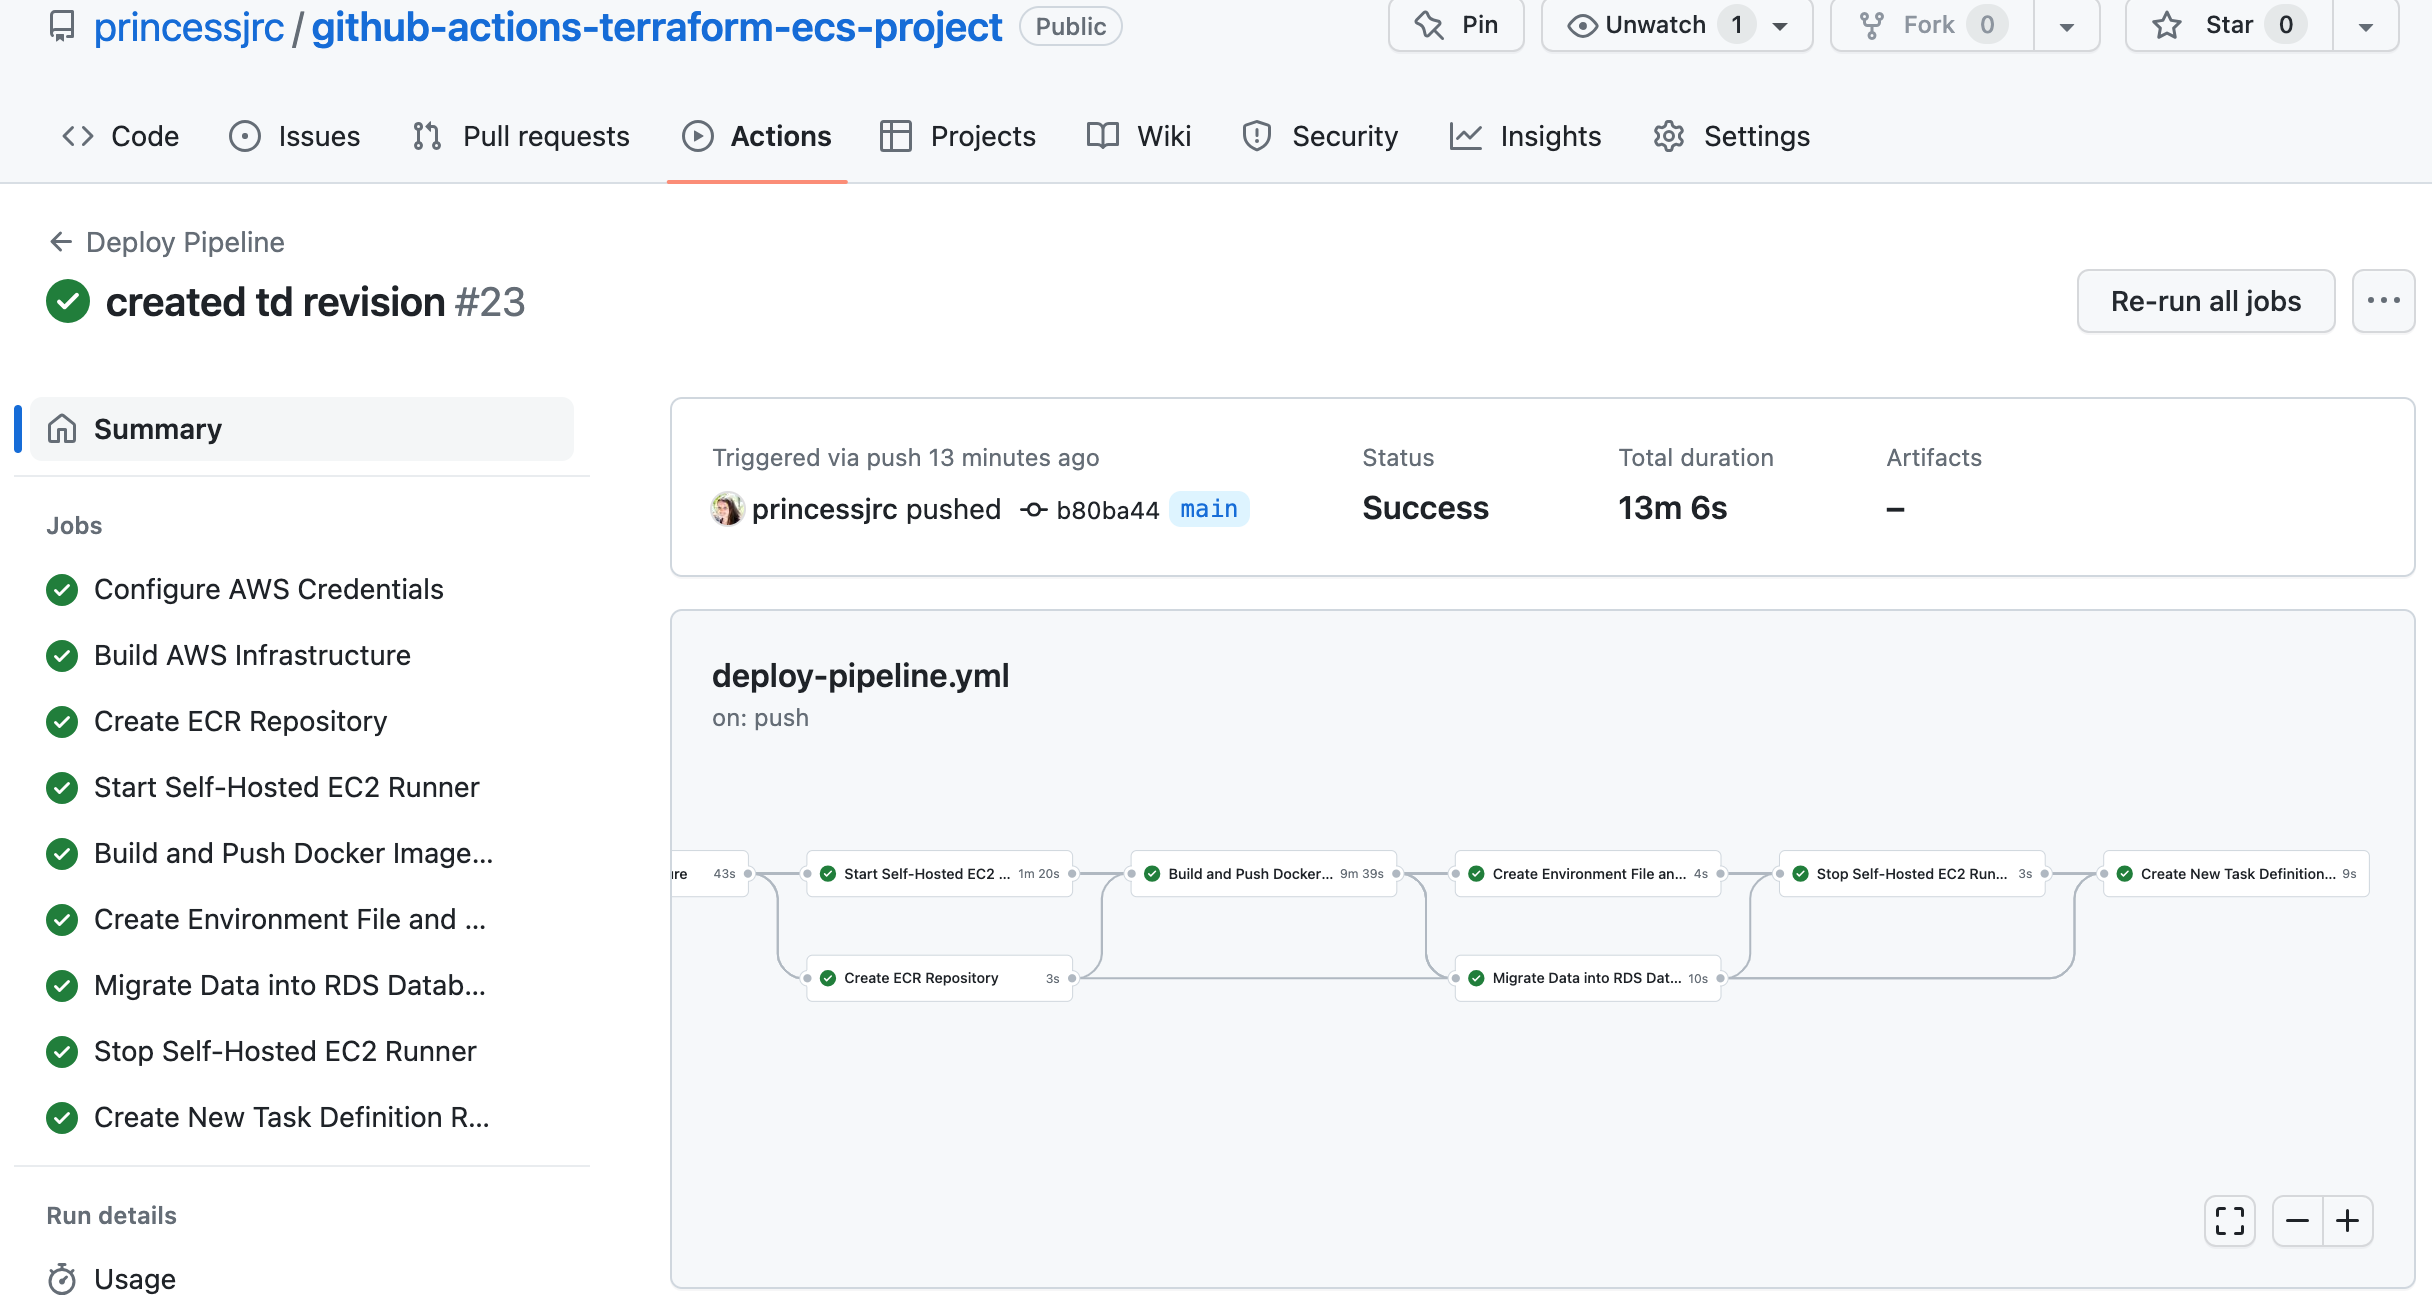 princessjrc / github-actions-terraform-ecs-project Public Pin Unwatch 1 Fork 0 Star 0
Code Issues Pull requests Actions Projects Wiki Security Insights Settings
← Deploy Pipeline
created td revision #23
Re-run all jobs ...
Summary
Jobs
Configure AWS Credentials
Build AWS Infrastructure
Create ECR Repository
Start Self-Hosted EC2 Runner
Build and Push Docker Image...
Create Environment File and ...
Migrate Data into RDS Datab...
Stop Self-Hosted EC2 Runner
Create New Task Definition R...
Run details
Usage
Triggered via push 13 minutes ago
princessjrc pushed b80ba44 main
Status
Success
Total duration
13m 6s
Artifacts
–
deploy-pipeline.yml
on: push
re 43s
Start Self-Hosted EC2 ... 1m 20s
Build and Push Docker... 9m 39s
Create Environment File an... 4s
Stop Self-Hosted EC2 Run... 3s
Create New Task Definition... 9s
Create ECR Repository 3s
Migrate Data into RDS Dat... 10s